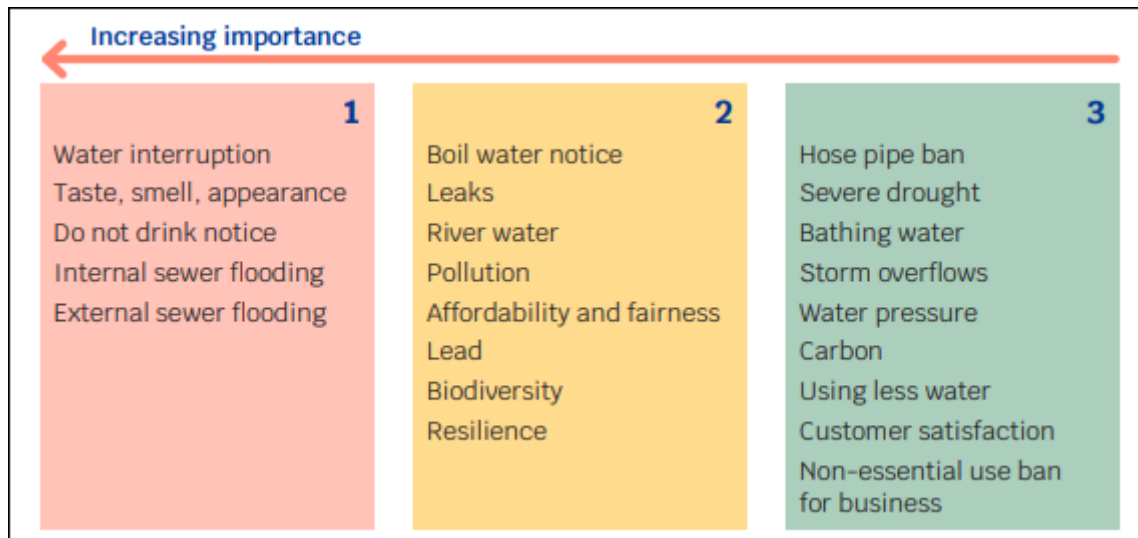 Increasing importance
1
Water interruption
Taste, smell, appearance
Do not drink notice
Internal sewer flooding
External sewer flooding
2
Boil water notice
Leaks
River water
Pollution
Affordability and fairness
Lead
Biodiversity
Resilience
3
Hose pipe ban
Severe drought
Bathing water
Storm overflows
Water pressure
Carbon
Using less water
Customer satisfaction
Non-essential use ban
for business